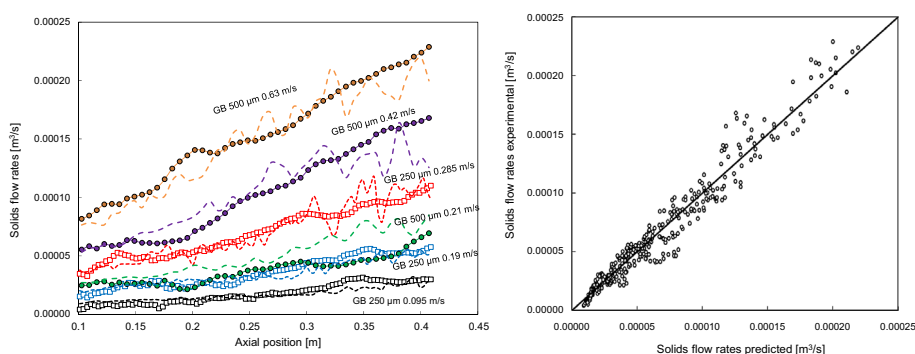 0.00025
0.00020
0.00015
0.00010
0.00005
0.00000
Solids flow rates [m³/s]
GB 500 µm 0.63 m/s
GB 500 µm 0.42 m/s
GB 250 µm 0.285 m/s
GB 500 µm 0.21 m/s
GB 250 µm 0.19 m/s
GB 250 µm 0.095 m/s
0.1 0.15 0.2 0.25 0.3 0.35 0.4 0.45
Axial position [m]
0.00025
0.00020
0.00015
0.00010
0.00005
0.00000
Solids flow rates experimental [m³/s]
0.00000 0.00005 0.00010 0.00015 0.00020 0.00025
Solids flow rates predicted [m³/s]